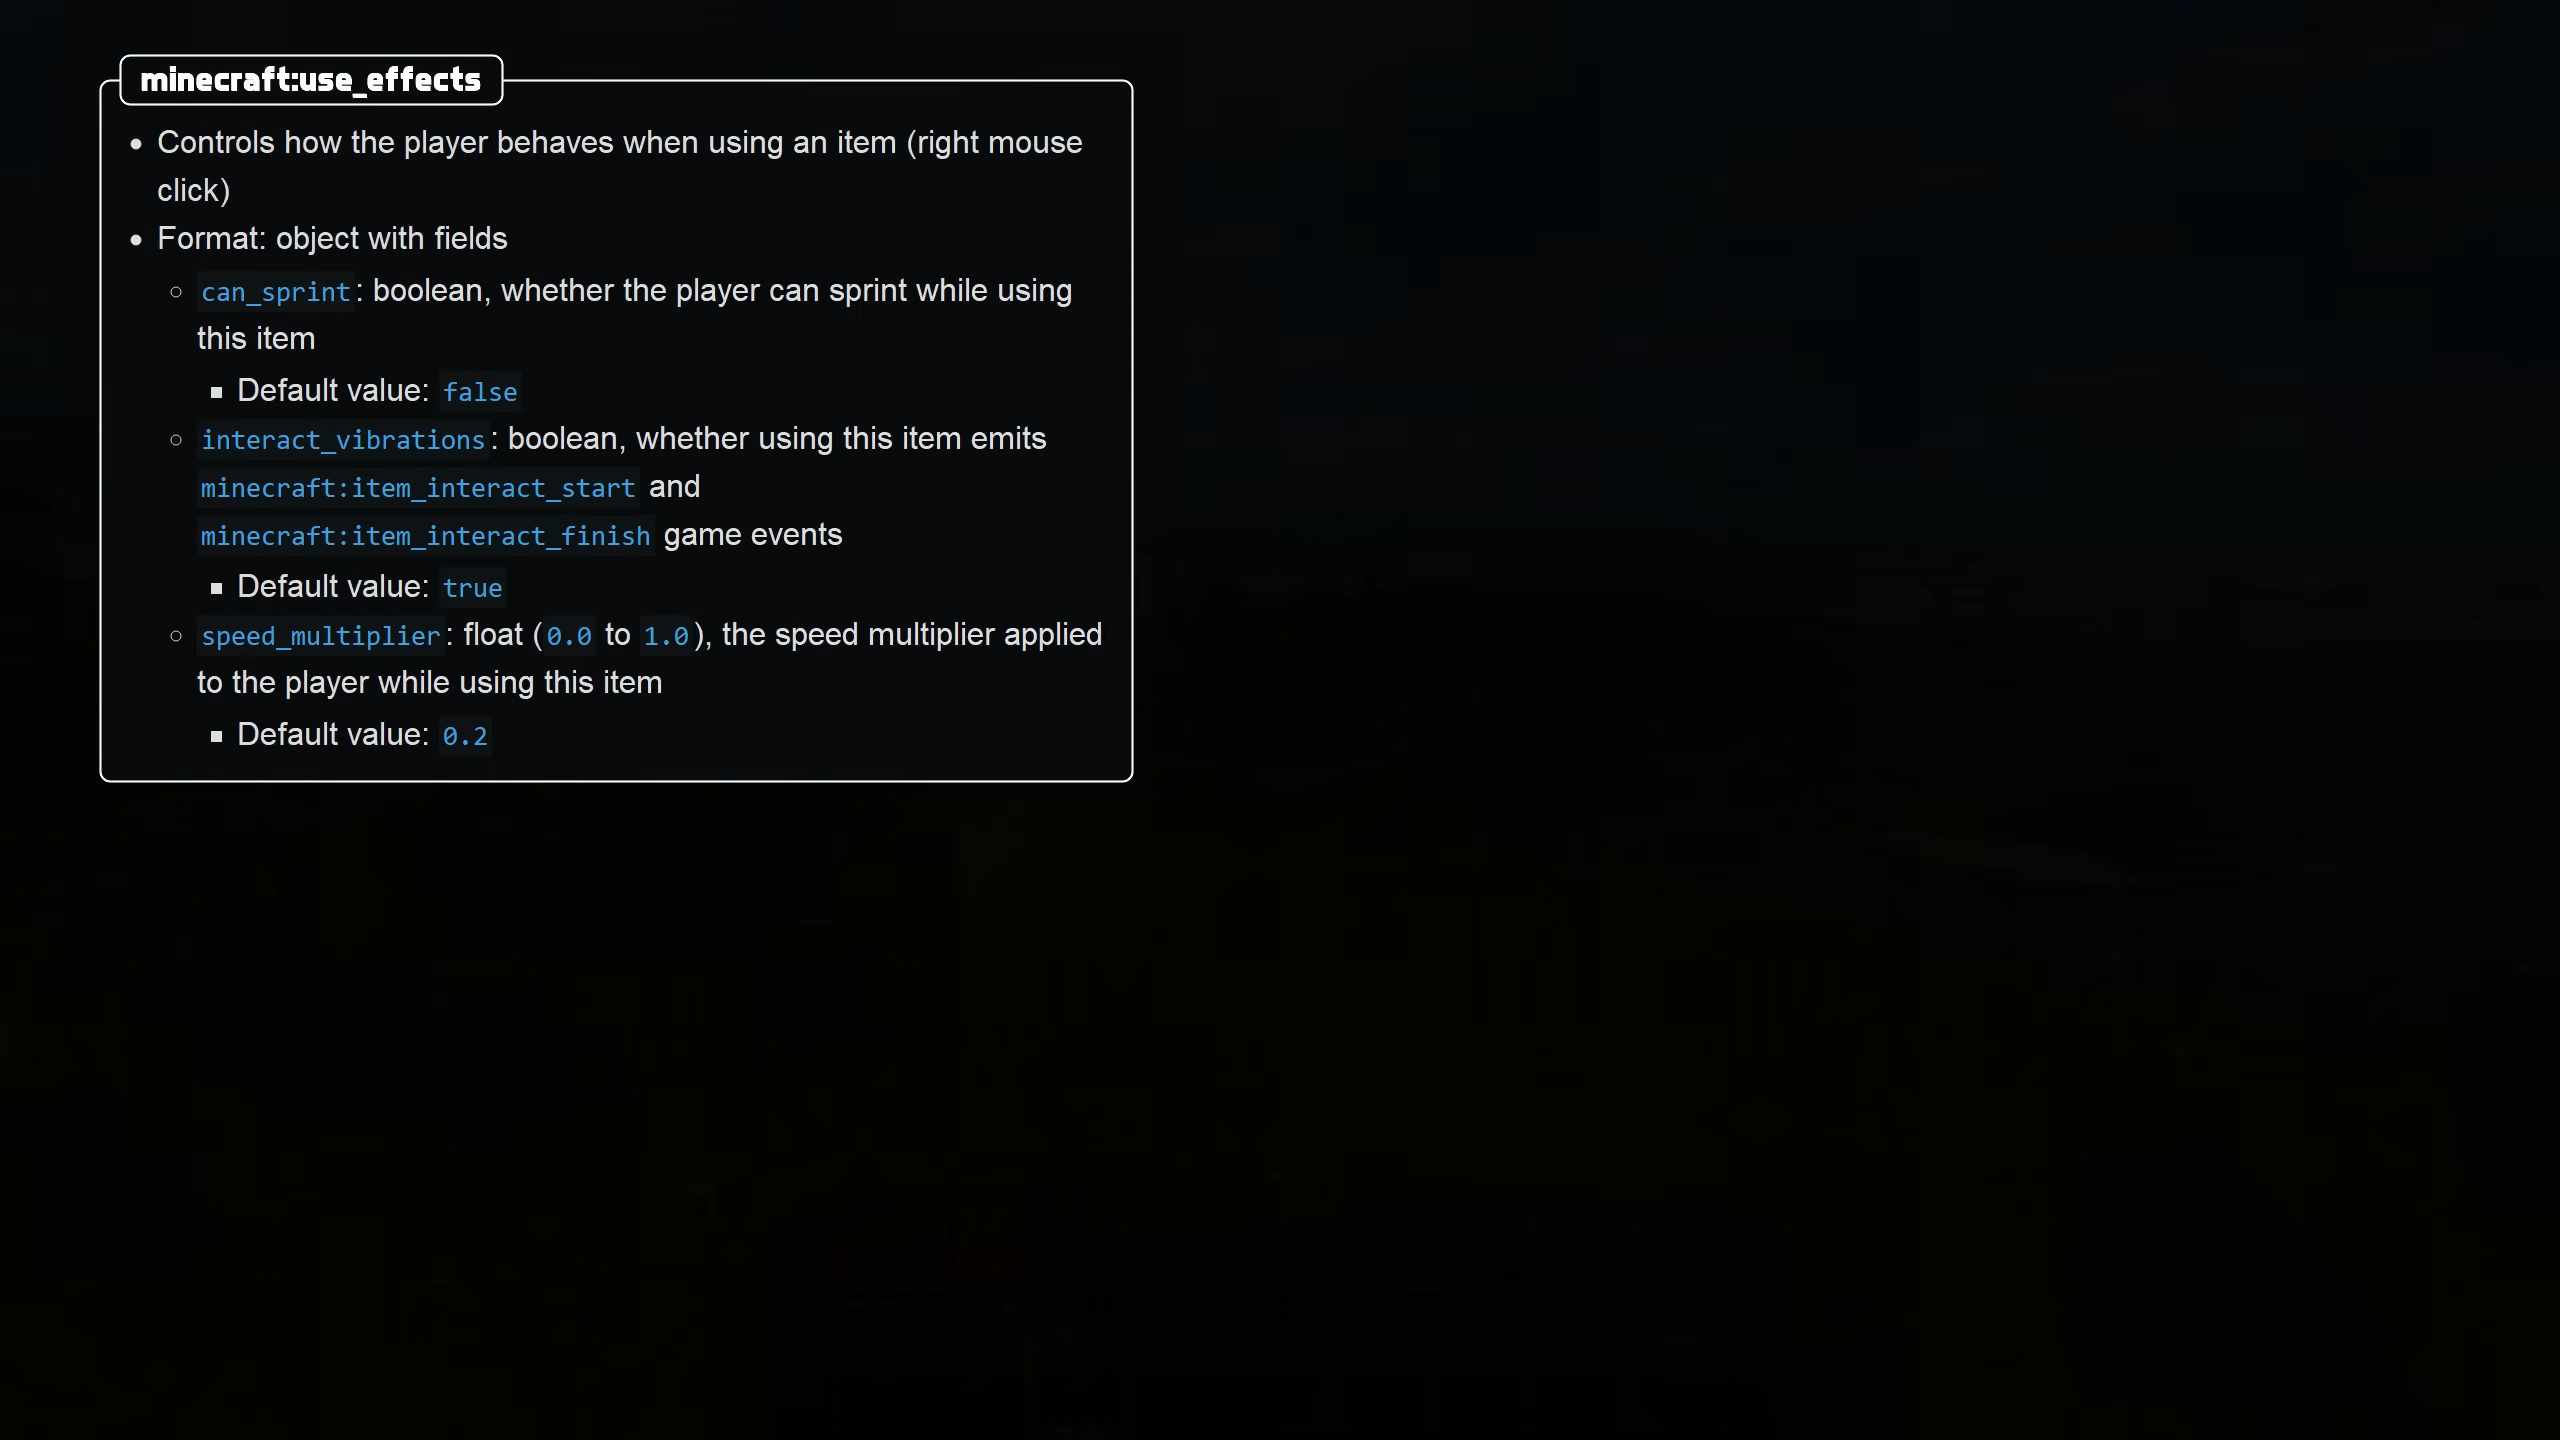 minecraft:use_effects
Controls how the player behaves when using an item (right mouse
click)
Format: object with fields
can_sprint: boolean, whether the player can sprint while using
this item
Default value: false
interact_vibrations: boolean, whether using this item emits
minecraft:item_interact_start and
minecraft:item_interact_finish game events
Default value: true
speed_multiplier: float (0.0 to 1.0), the speed multiplier applied
to the player while using this item
Default value: 0.2